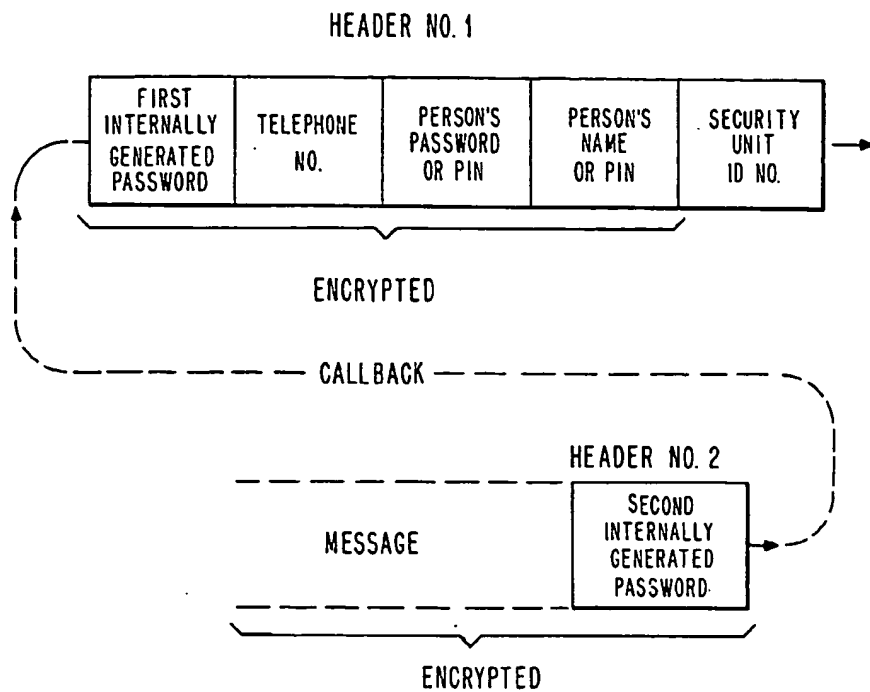 HEADER NO. 1
FIRST
INTERNALLY
GENERATED
PASSWORD
TELEPHONE
NO.
PERSON'S
PASSWORD
OR PIN
PERSON'S
NAME
OR PIN
SECURITY
UNIT
ID NO.
ENCRYPTED
CALLBACK
HEADER NO. 2
MESSAGE
SECOND
INTERNALLY
GENERATED
PASSWORD
ENCRYPTED